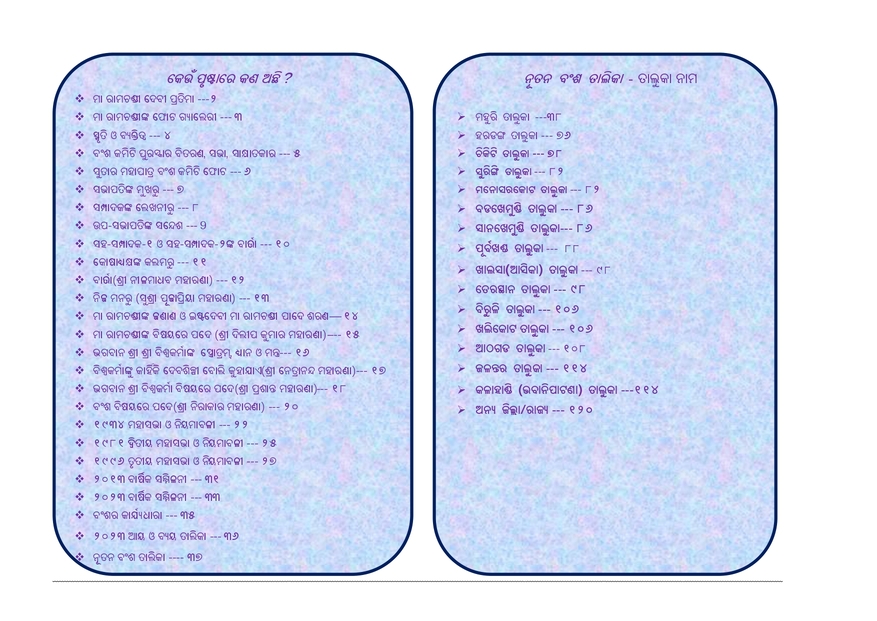 କେଉଁ ପୃଷ୍ଠାରେ କଣ ଅଛି ?
❖ ମା ରାମଚଣ୍ଡୀ ଦେବୀ ପ୍ରତିମା ---୨
❖ ମା ରାମଚଣ୍ଡୀଙ୍କ ଫୋଟ ଗ୍ୟାଲେରୀ --- ୩
❖ ସ୍ମୃତି ଓ ବ୍ୟକ୍ତିତ୍ୱ --- ୪
❖ ବଂଶ କମିଟି ପୁରସ୍କାର ବିତରଣ, ସଭା, ସାକ୍ଷାତକାର --- ୫
❖ ସୁତାର ମହାପାତ୍ର ବଂଶ କମିଟି ଫୋଟ --- ୬
❖ ସଭାପତିଙ୍କ ମୁଖରୁ --- ୭
❖ ସମ୍ପାଦକଙ୍କ ଲେଖନୀରୁ --- ୮
❖ ଉପ-ସଭାପତିଙ୍କ ସନ୍ଦେଶ --- 9
❖ ସହ-ସମ୍ପାଦକ-୧ ଓ ସହ-ସମ୍ପାଦକ-୨ଙ୍କ ବାର୍ତ୍ତା --- ୧୦
❖ କୋଷାଧ୍ୟକ୍ଷଙ୍କ କଲମରୁ --- ୧୧
❖ ବାର୍ତ୍ତା(ଶ୍ରୀ ନୀଳମାଧବ ମହାରଣା) --- ୧୨
❖ ନିଜ ମନରୁ (ସୁଶ୍ରୀ ପୂଜାପ୍ରିୟା ମହାରଣା) --- ୧୩
❖ ମା ରାମଚଣ୍ଡୀଙ୍କ ଜଣାଣ ଓ ଇଷ୍ଟଦେବୀ ମା ରାମଚଣ୍ଡୀ ପାଦେ ଶରଣ--- ୧୪
❖ ମା ରାମଚଣ୍ଡୀଙ୍କ ବିଷୟରେ ପଦେ (ଶ୍ରୀ ଦିଲୀପ କୁମାର ମହାରଣା)---- ୧୫
❖ ଭଗବାନ ଶ୍ରୀ ଶ୍ରୀ ବିଶ୍ୱକର୍ମାଙ୍କ ସ୍ତୋତ୍ରମ୍, ଧ୍ୟାନ ଓ ମନ୍ତ୍ର--- ୧୬
❖ ବିଶ୍ୱକର୍ମାଙ୍କୁ କାହିଁକି ଦେବଶିଳ୍ପୀ ବୋଲି କୁହାଯାଏ(ଶ୍ରୀ ନେତ୍ରାନନ୍ଦ ମହାରଣା)--- ୧୭
❖ ଭଗବାନ ଶ୍ରୀ ବିଶ୍ୱକର୍ମା ବିଷୟରେ ପଦେ(ଶ୍ରୀ ପ୍ରଶାନ୍ତ ମହାରଣା)--- ୧୮
❖ ବଂଶ ବିଷୟରେ ପଦେ(ଶ୍ରୀ ନିରାକାର ମହାରଣା) --- ୨୦
❖ ୧୯୩୪ ମହାସଭା ଓ ନିୟମାବଳୀ --- ୨୨
❖ ୧୯୮୧ ଦ୍ୱିତୀୟ ମହାସଭା ଓ ନିୟମାବଳୀ --- ୨୫
❖ ୧୯୯୬ ତୃତୀୟ ମହାସଭା ଓ ନିୟମାବଳୀ --- ୨୭
❖ ୨୦୧୩ ବାର୍ଷିକ ସମ୍ମିଳନୀ --- ୩୧
❖ ୨୦୨୩ ବାର୍ଷିକ ସମ୍ମିଳନୀ --- ୩୩
❖ ବଂଶର କାର୍ଯ୍ୟଧାରା --- ୩୫
❖ ୨୦୨୩ ଆୟ ଓ ବ୍ୟୟ ତାଲିକା --- ୩୬
❖ ନୂତନ ବଂଶ ତାଲିକା ---- ୩୭
ନୂତନ ବଂଶ ତାଲିକା - ତାଲୁକା ନାମ
➢ ମହୁରି ତାଲୁକା ---୩୮
➢ ହରଡଙ୍ଗ ତାଲୁକା --- ୭୬
➢ ଚିକିଟି ତାଲୁକା --- ୭୮
➢ ସୁରିଙ୍ଗି ତାଲୁକା --- ୮୨
➢ ମନୋସରକୋଟ ତାଲୁକା --- ୮୨
➢ ବଡଖେମୁଣ୍ଡି ତାଲୁକା --- ୮୬
➢ ସାନଖେମୁଣ୍ଡି ତାଲୁକା--- ୮୬
➢ ପୂର୍ବଖଣ୍ଡ ତାଲୁକା --- ୮୮
➢ ଖାଲସା(ଆସିକା) ତାଲୁକା --- ୯୮
➢ ଡେରସ୍ଥାନ ତାଲୁକା --- ୯୮
➢ ବିରୁଳି ତାଲୁକା --- ୧୦୬
➢ ଖଲିକୋଟ ତାଲୁକା --- ୧୦୬
➢ ଆଠଗଡ ତାଲୁକା --- ୧୦୮
➢ ଜଳନ୍ତର ତାଲୁକା --- ୧୧୪
➢ କଳାହାଣ୍ଡି (ଭବାନିପାଟଣା) ତାଲୁକା ---୧୧୪
➢ ଅନ୍ୟ ଜିଲ୍ଲା/ରାଜ୍ୟ --- ୧୨୦